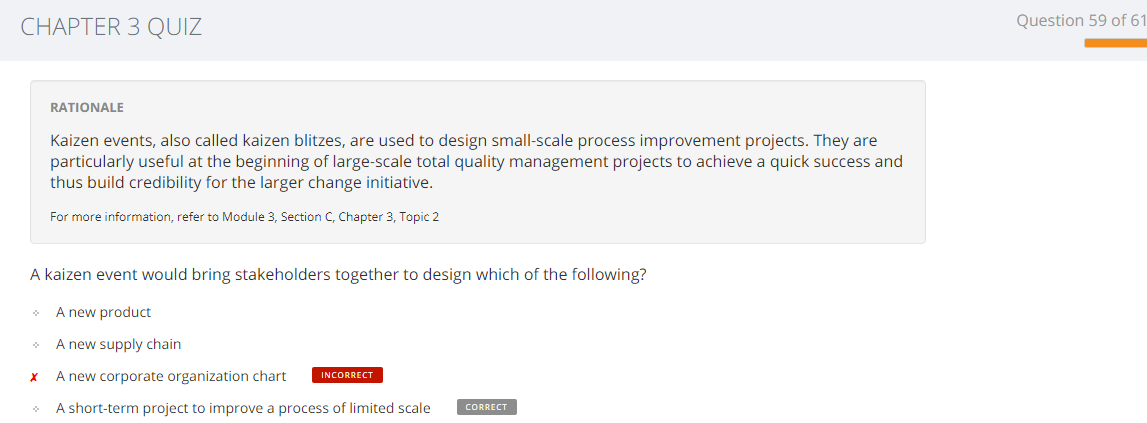 CHAPTER 3 QUIZ
Question 59 of 61
RATIONALE
Kaizen events, also called kaizen blitzes, are used to design small-scale process improvement projects. They are
particularly useful at the beginning of large-scale total quality management projects to achieve a quick success and
thus build credibility for the larger change initiative.
For more information, refer to Module 3, Section C, Chapter 3, Topic 2
A kaizen event would bring stakeholders together to design which of the following?
A new product
A new supply chain
✗ A new corporate organization chart INCORRECT
A short-term project to improve a process of limited scale CORRECT